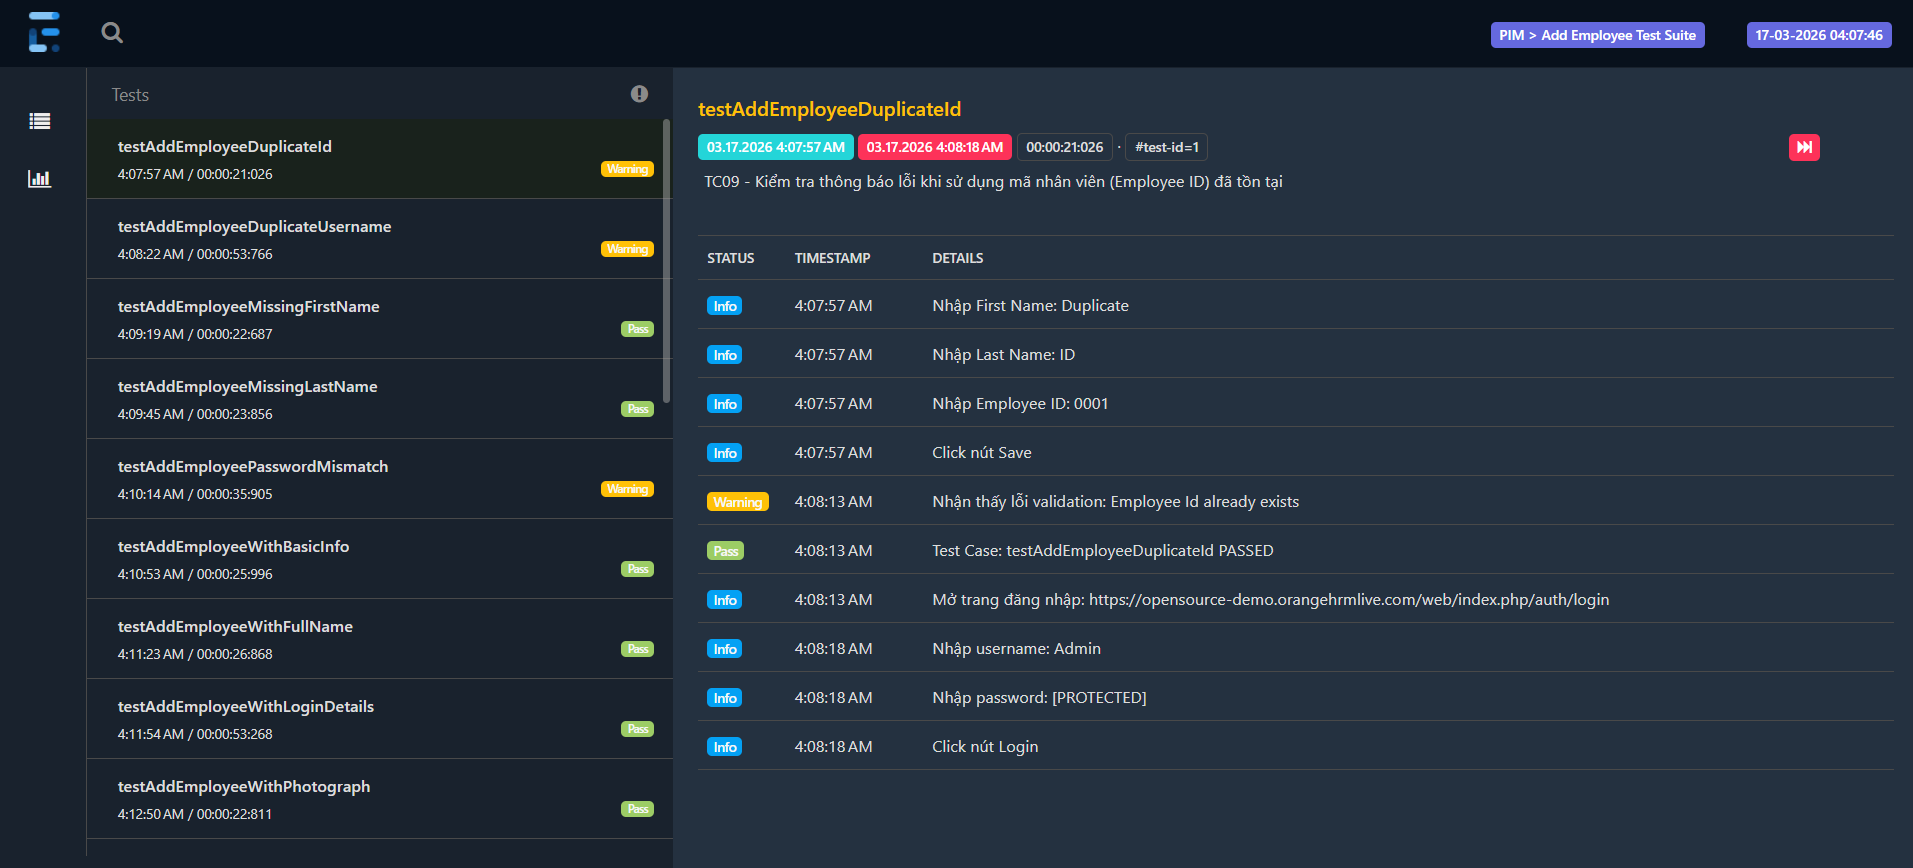 PIM > Add Employee Test Suite
17-03-2026 04:07:46
Tests
testAddEmployeeDuplicateId
4:07:57 AM / 00:00:21:026
Warning
testAddEmployeeDuplicateUsername
4:08:22 AM / 00:00:53:766
Warning
testAddEmployeeMissingFirstName
4:09:19 AM / 00:00:22:687
Pass
testAddEmployeeMissingLastName
4:09:45 AM / 00:00:23:856
Pass
testAddEmployeePasswordMismatch
4:10:14 AM / 00:00:35:905
Warning
testAddEmployeeWithBasicInfo
4:10:53 AM / 00:00:25:996
Pass
testAddEmployeeWithFullName
4:11:23 AM / 00:00:26:868
Pass
testAddEmployeeWithLoginDetails
4:11:54 AM / 00:00:53:268
Pass
testAddEmployeeWithPhotograph
4:12:50 AM / 00:00:22:811
Pass
testAddEmployeeDuplicateId
03.17.2026 4:07:57 AM 03.17.2026 4:08:18 AM 00:00:21:026 · #test-id=1
TC09 - Kiểm tra thông báo lỗi khi sử dụng mã nhân viên (Employee ID) đã tồn tại
STATUS TIMESTAMP DETAILS
Info 4:07:57 AM Nhập First Name: Duplicate
Info 4:07:57 AM Nhập Last Name: ID
Info 4:07:57 AM Nhập Employee ID: 0001
Info 4:07:57 AM Click nút Save
Warning 4:08:13 AM Nhận thấy lỗi validation: Employee Id already exists
Pass 4:08:13 AM Test Case: testAddEmployeeDuplicateId PASSED
Info 4:08:13 AM Mở trang đăng nhập: https://opensource-demo.orangehrmlive.com/web/index.php/auth/login
Info 4:08:18 AM Nhập username: Admin
Info 4:08:18 AM Nhập password: [PROTECTED]
Info 4:08:18 AM Click nút Login